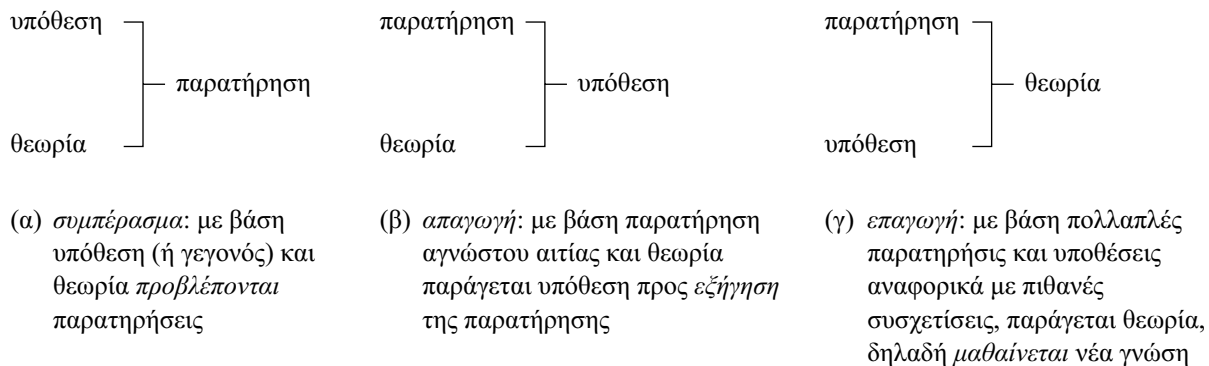 υπόθεση
παρατήρηση
θεωρία
(α) συμπέρασμα: με βάση
υπόθεση (ή γεγονός) και
θεωρία προβλέπονται
παρατηρήσεις
παρατήρηση
υπόθεση
θεωρία
(β) απαγωγή: με βάση παρατήρηση
αγνώστου αιτίας και θεωρία
παράγεται υπόθεση προς εξήγηση
της παρατήρησης
παρατήρηση
θεωρία
υπόθεση
(γ) επαγωγή: με βάση πολλαπλές
παρατηρήσις και υποθέσεις
αναφορικά με πιθανές
συσχετίσεις, παράγεται θεωρία,
δηλαδή μαθαίνεται νέα γνώση